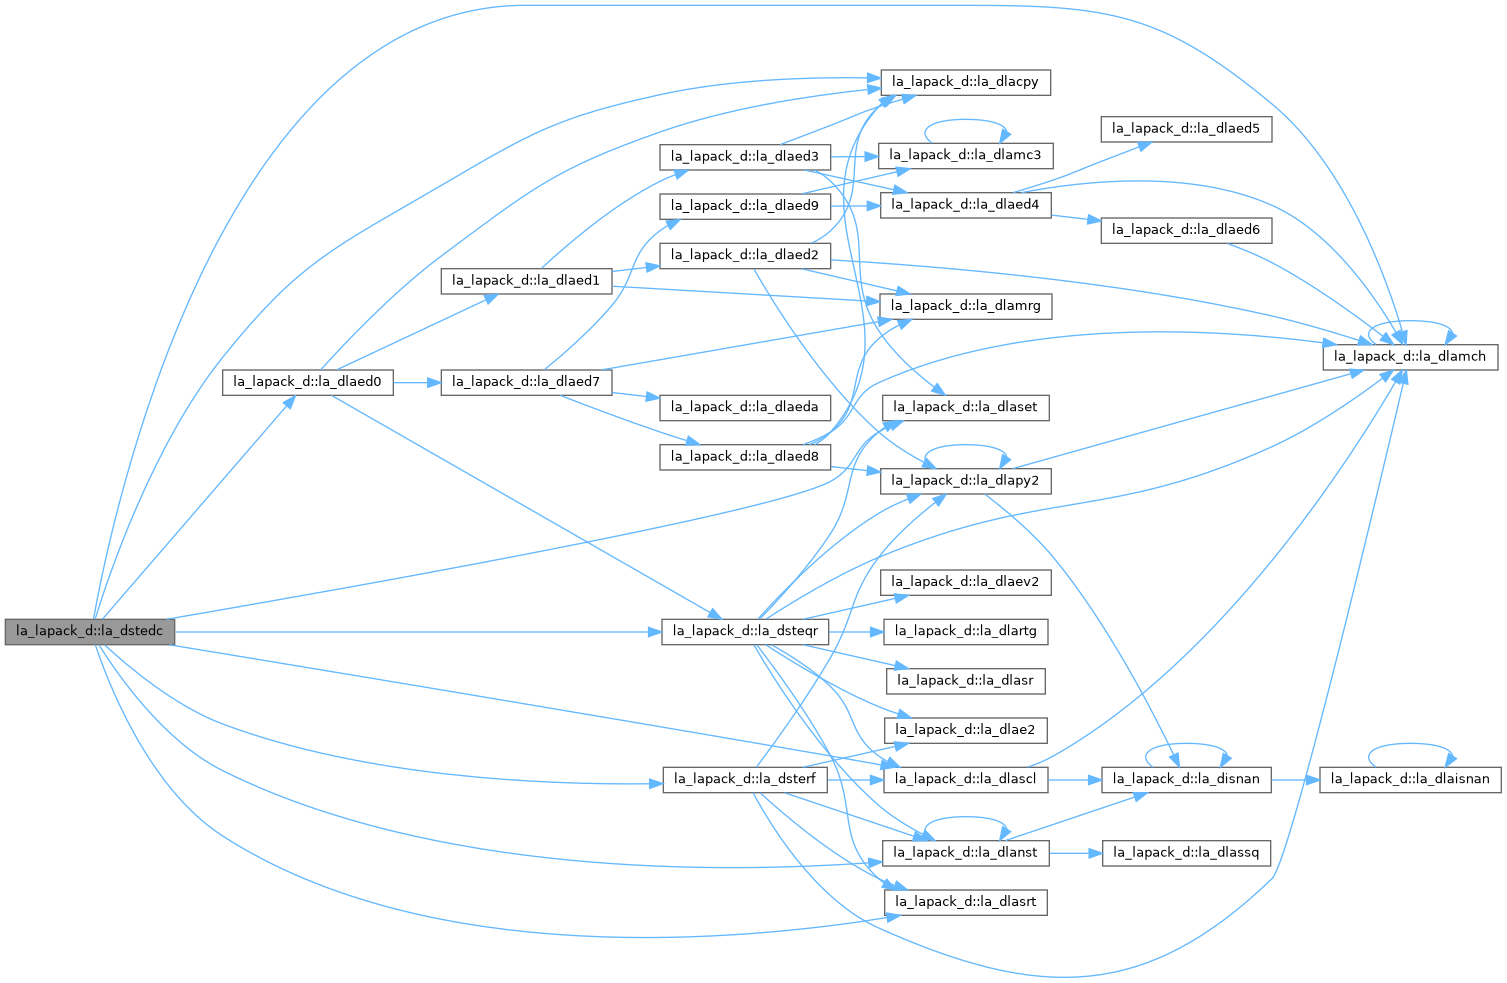 la_lapack_d::la_dlacpy
la_lapack_d::la_dlaed5
la_lapack_d::la_dlaed3
la_lapack_d::la_dlamc3
la_lapack_d::la_dlaed9
la_lapack_d::la_dlaed4
la_lapack_d::la_dlaed6
la_lapack_d::la_dlaed2
la_lapack_d::la_dlaed1
la_lapack_d::la_dlamrg
la_lapack_d::la_dlamch
la_lapack_d::la_dlaed0
la_lapack_d::la_dlaed7
la_lapack_d::la_dlaeda
la_lapack_d::la_dlaset
la_lapack_d::la_dlaed8
la_lapack_d::la_dlapy2
la_lapack_d::la_dlaev2
la_lapack_d::la_dstedc
la_lapack_d::la_dsteqr
la_lapack_d::la_dlartg
la_lapack_d::la_dlasr
la_lapack_d::la_dlae2
la_lapack_d::la_dsterf
la_lapack_d::la_dlascl
la_lapack_d::la_disnan
la_lapack_d::la_dlaisnan
la_lapack_d::la_dlanst
la_lapack_d::la_dlassq
la_lapack_d::la_dlasrt